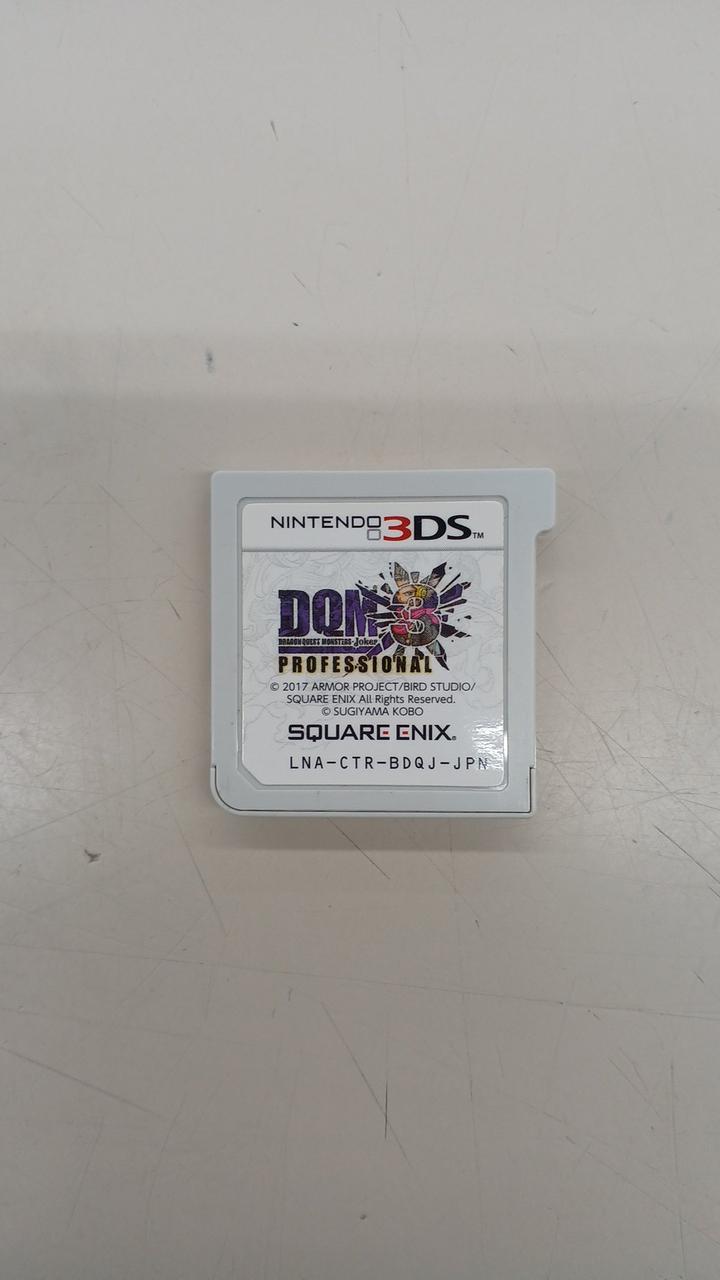 NINTENDO 3DS™
DQM 3
DRAGON QUEST MONSTERS-Joker
PROFESSIONAL
© 2017 ARMOR PROJECT/BIRD STUDIO/
SQUARE ENIX All Rights Reserved.
© SUGIYAMA KOBO
SQUARE ENIX®
LNA-CTR-BDQJ-JPN